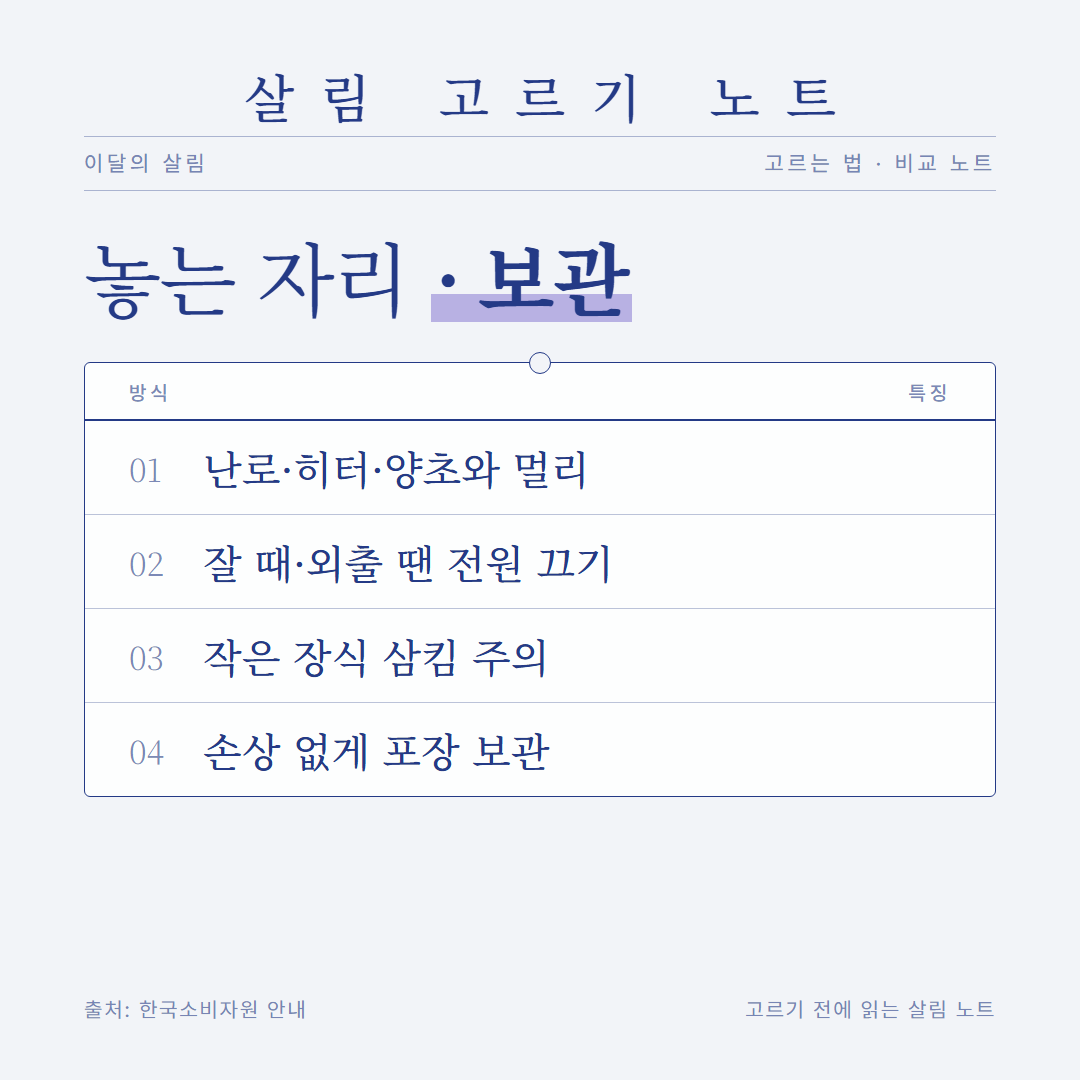 살림 고르기 노트
이달의 살림
고르는 법 · 비교 노트
놓는 자리 · 보관
방식 특징
01 난로·히터·양초와 멀리
02 잘 때·외출 땐 전원 끄기
03 작은 장식 삼킴 주의
04 손상 없게 포장 보관
출처: 한국소비자원 안내
고르기 전에 읽는 살림 노트